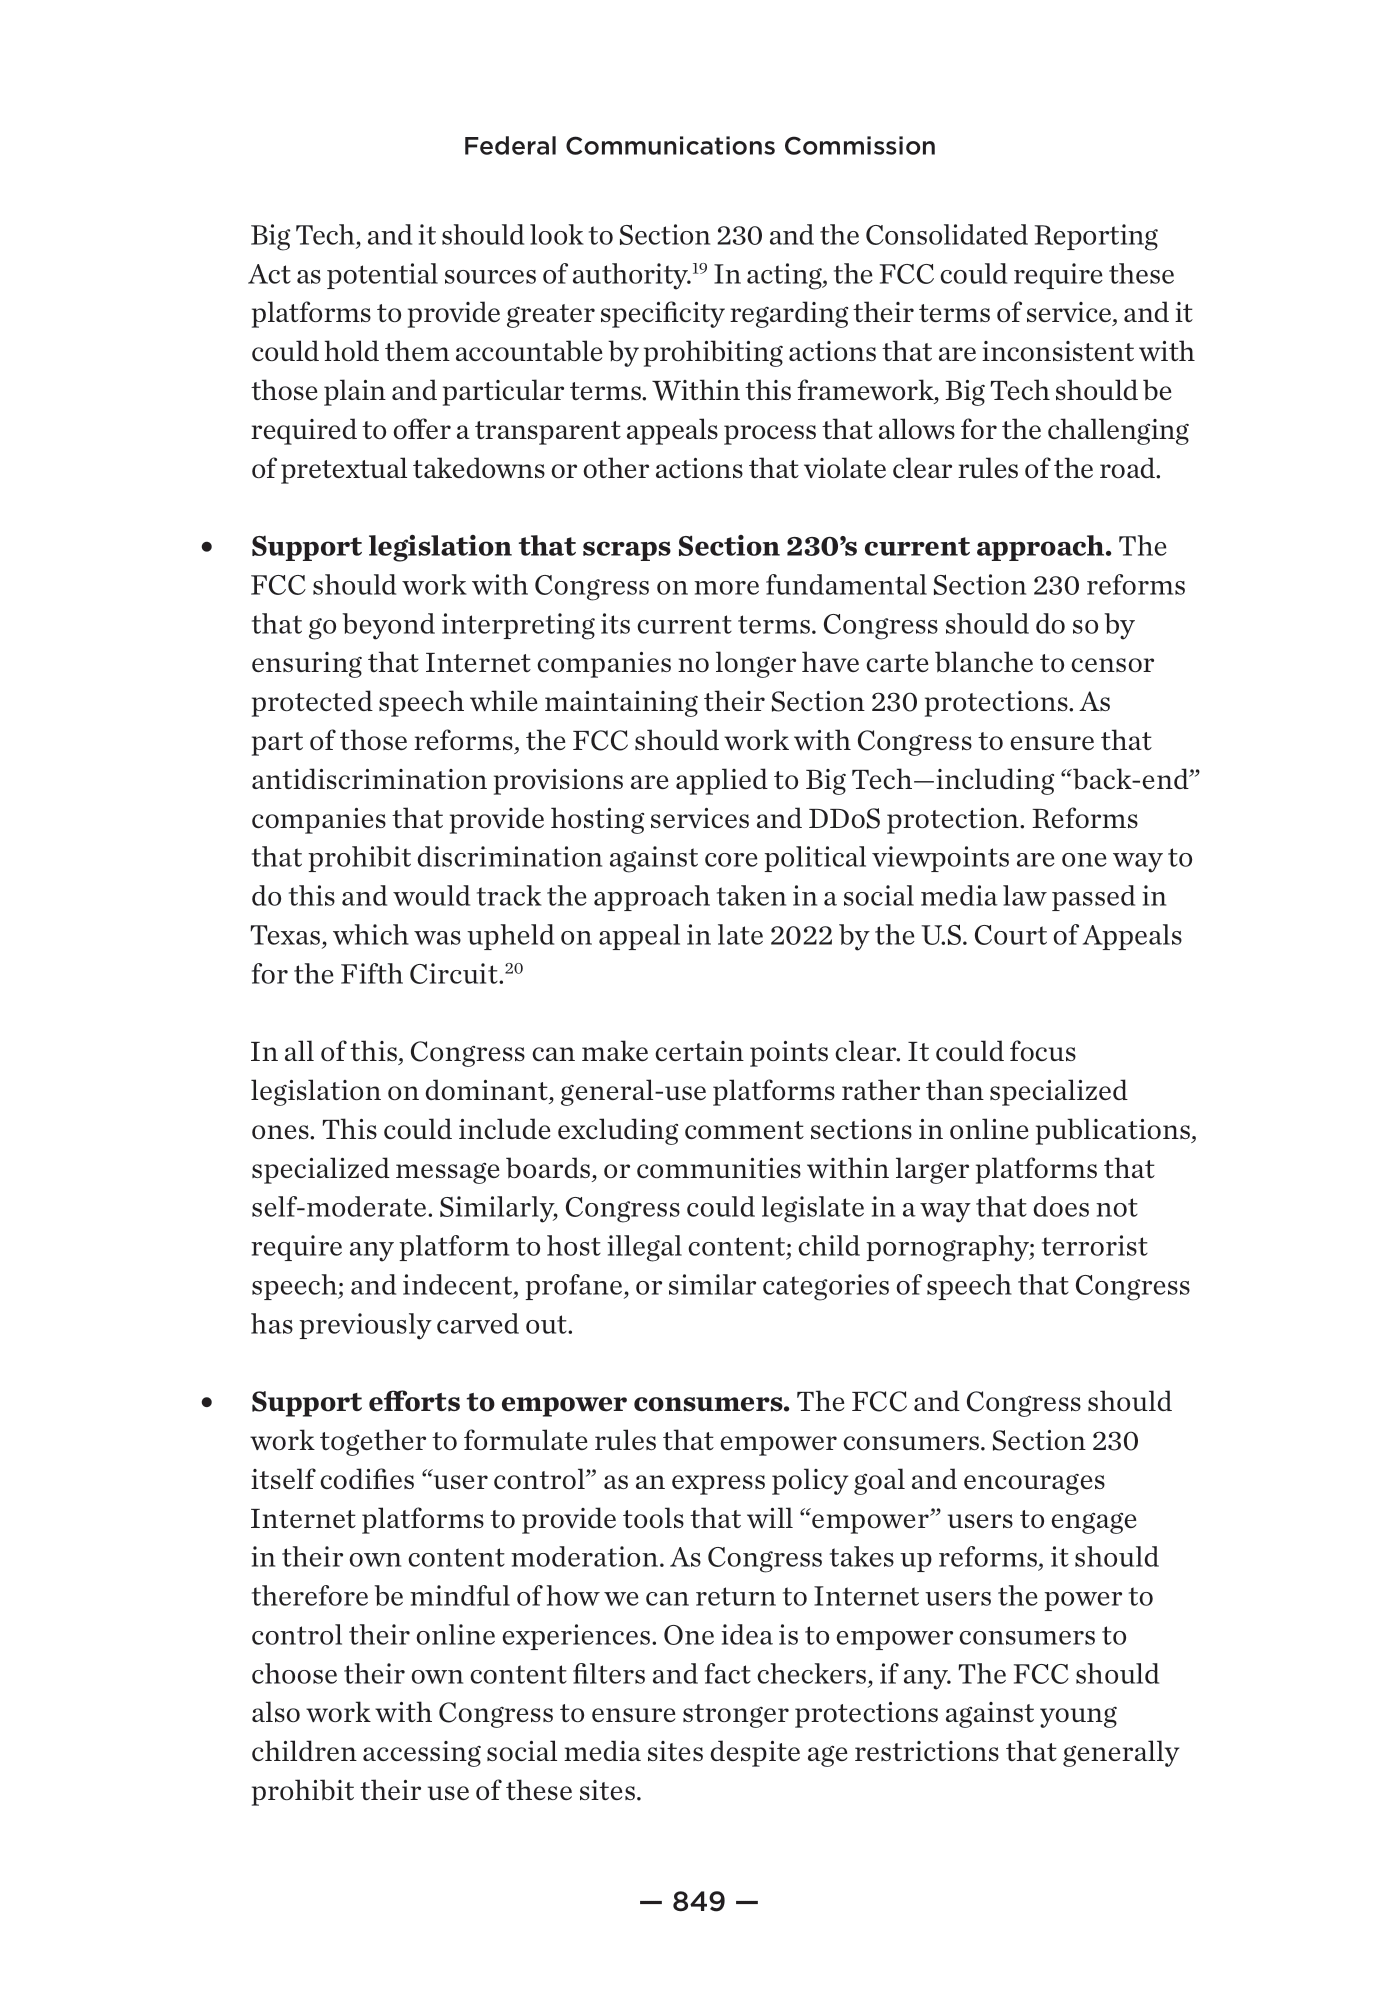 Federal Communications Commission
Big Tech, and it should look to Section 230 and the Consolidated Reporting
Act as potential sources of authority.19 In acting, the FCC could require these
platforms to provide greater specificity regarding their terms of service, and it
could hold them accountable by prohibiting actions that are inconsistent with
those plain and particular terms. Within this framework, Big Tech should be
required to offer a transparent appeals process that allows for the challenging
of pretextual takedowns or other actions that violate clear rules of the road.
• Support legislation that scraps Section 230’s current approach. The
FCC should work with Congress on more fundamental Section 230 reforms
that go beyond interpreting its current terms. Congress should do so by
ensuring that Internet companies no longer have carte blanche to censor
protected speech while maintaining their Section 230 protections. As
part of those reforms, the FCC should work with Congress to ensure that
antidiscrimination provisions are applied to Big Tech—including “back-end”
companies that provide hosting services and DDoS protection. Reforms
that prohibit discrimination against core political viewpoints are one way to
do this and would track the approach taken in a social media law passed in
Texas, which was upheld on appeal in late 2022 by the U.S. Court of Appeals
for the Fifth Circuit.20
In all of this, Congress can make certain points clear. It could focus
legislation on dominant, general-use platforms rather than specialized
ones. This could include excluding comment sections in online publications,
specialized message boards, or communities within larger platforms that
self-moderate. Similarly, Congress could legislate in a way that does not
require any platform to host illegal content; child pornography; terrorist
speech; and indecent, profane, or similar categories of speech that Congress
has previously carved out.
• Support efforts to empower consumers. The FCC and Congress should
work together to formulate rules that empower consumers. Section 230
itself codifies “user control” as an express policy goal and encourages
Internet platforms to provide tools that will “empower” users to engage
in their own content moderation. As Congress takes up reforms, it should
therefore be mindful of how we can return to Internet users the power to
control their online experiences. One idea is to empower consumers to
choose their own content filters and fact checkers, if any. The FCC should
also work with Congress to ensure stronger protections against young
children accessing social media sites despite age restrictions that generally
prohibit their use of these sites.
— 849 —